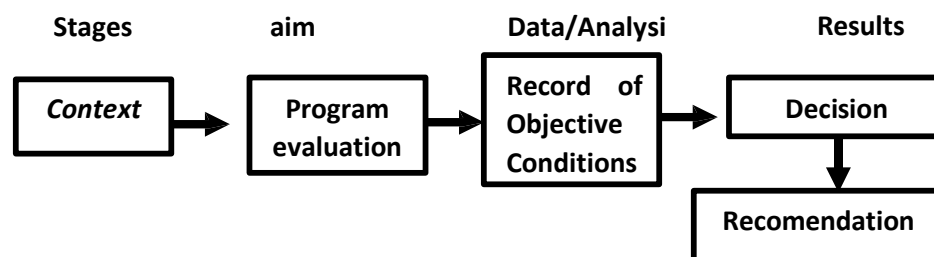 Stages aim Data/Analysi Results
Context
Program
evaluation
Record of
Objective
Conditions
Decision
Recomendation